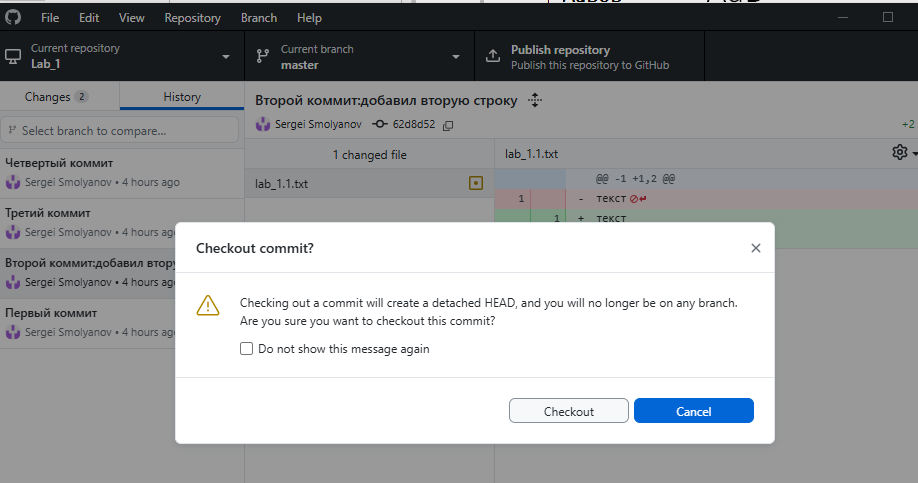 File Edit View Repository Branch Help
Current repository
Lab_1
Current branch
master
Publish repository
Publish this repository to GitHub
Changes 2 History
Select branch to compare...
Четвертый коммит
Sergei Smolyanov • 4 hours ago
Третий коммит
Sergei Smolyanov • 4 hours ago
Второй коммит:добавил втору
Sergei Smolyanov • 4 hours ago
Первый коммит
Sergei Smolyanov • 4 hours ago
Второй коммит:добавил вторую строку
Sergei Smolyanov 62d8d52 +2
1 changed file
lab_1.1.txt
lab_1.1.txt
@@ -1 +1,2 @@
1 - текст
1 + текст
Checkout commit?
Checking out a commit will create a detached HEAD, and you will no longer be on any branch.
Are you sure you want to checkout this commit?
Do not show this message again
Checkout Cancel